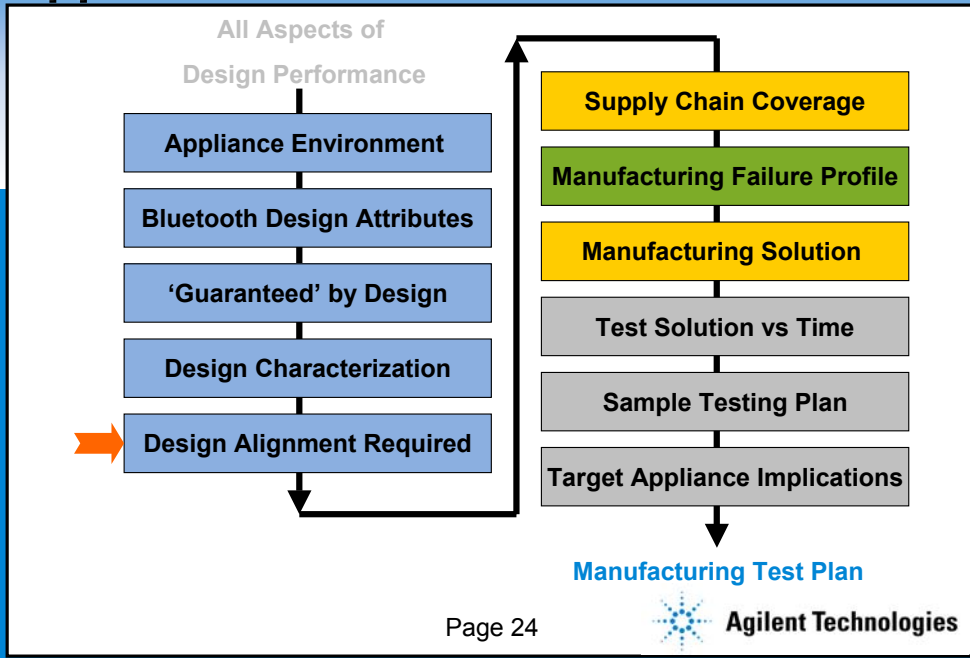 All Aspects of
Design Performance
Appliance Environment
Bluetooth Design Attributes
‘Guaranteed’ by Design
Design Characterization
Design Alignment Required
Supply Chain Coverage
Manufacturing Failure Profile
Manufacturing Solution
Test Solution vs Time
Sample Testing Plan
Target Appliance Implications
Manufacturing Test Plan
Page 24
Agilent Technologies